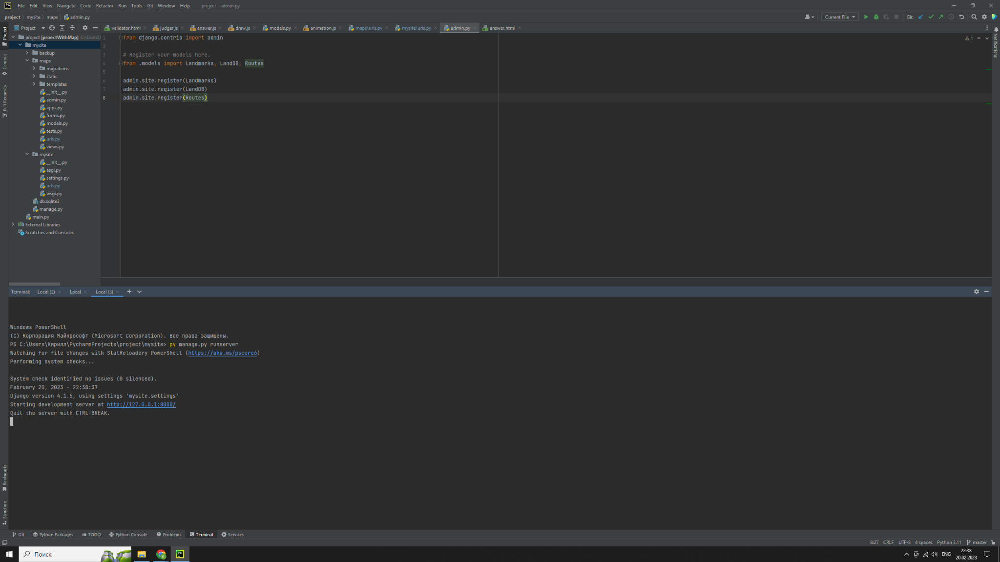 File Edit View Navigate Code Refactor Run Tools Git Window Help project - admin.py
project mysite maps admin.py Current File Git:
Project validator.html judger.js answer.js draw.js models.py animation.js maps\urls.py mysite\urls.py admin.py answer.html
project [proectWithMap] C:\Users\
mysite
backup
maps
migrations
static
templates
__init__.py
admin.py
apps.py
forms.py
models.py
tests.py
urls.py
views.py
mysite
__init__.py
asgi.py
settings.py
urls.py
wsgi.py
db.sqlite3
manage.py
main.py
External Libraries
Scratches and Consoles
1 from django.contrib import admin
2
3 # Register your models here.
4 from .models import Landmarks, LandDB, Routes
5
6 admin.site.register(Landmarks)
7 admin.site.register(LandDB)
8 admin.site.register(Routes)
1
Project
Commit
Pull Requests
Bookmarks
Structure
Notifications
Terminal: Local (2) Local Local (3)
Windows PowerShell
(C) Корпорация Майкрософт (Microsoft Corporation). Все права защищены.
PS C:\Users\Кирилл\PycharmProjects\project\mysite> py manage.py runserver
Watching for file changes with StatReloadery PowerShell (https://aka.ms/pscore6)
Performing system checks...
System check identified no issues (0 silenced).
February 20, 2023 - 22:38:37
Django version 4.1.5, using settings 'mysite.settings'
Starting development server at http://127.0.0.1:8000/
Quit the server with CTRL-BREAK.
Git Python Packages TODO Python Console Problems Terminal Services
8:27 CRLF UTF-8 4 spaces Python 3.11 master
Поиск ENG 22:38
20.02.2023